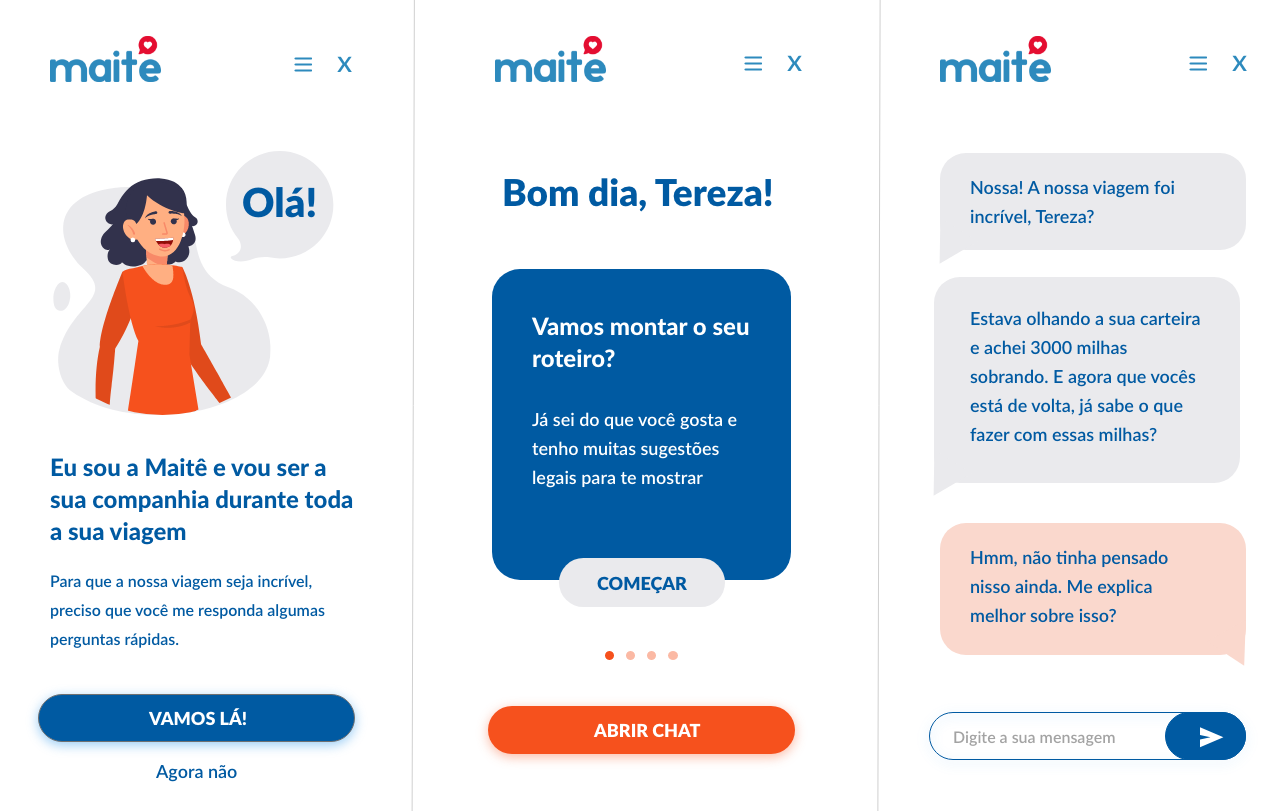 maitê
X
Olá!
Eu sou a Maitê e vou ser a
sua companhia durante toda
a sua viagem
Para que a nossa viagem seja incrível,
preciso que você me responda algumas
perguntas rápidas.
VAMOS LÁ!
Agora não
maitê
X
Bom dia, Tereza!
Vamos montar o seu
roteiro?
Já sei do que você gosta e
tenho muitas sugestões
legais para te mostrar
COMEÇAR
ABRIR CHAT
maitê
X
Nossa! A nossa viagem foi
incrível, Tereza?
Estava olhando a sua carteira
e achei 3000 milhas
sobrando. E agora que vocês
está de volta, já sabe o que
fazer com essas milhas?
Hmm, não tinha pensado
nisso ainda. Me explica
melhor sobre isso?
Digite a sua mensagem